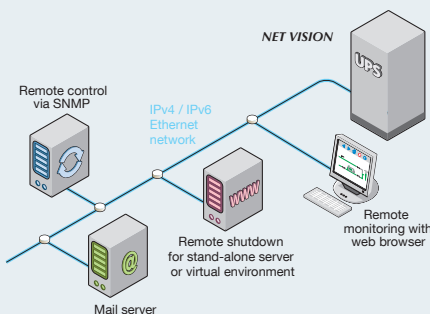 NET VISION
UPS
Remote control
via SNMP
IPv4 / IPv6
Ethernet
network
WWW
Remote
monitoring with
web browser
Remote shutdown
for stand-alone server
or virtual environment
@
Mail server